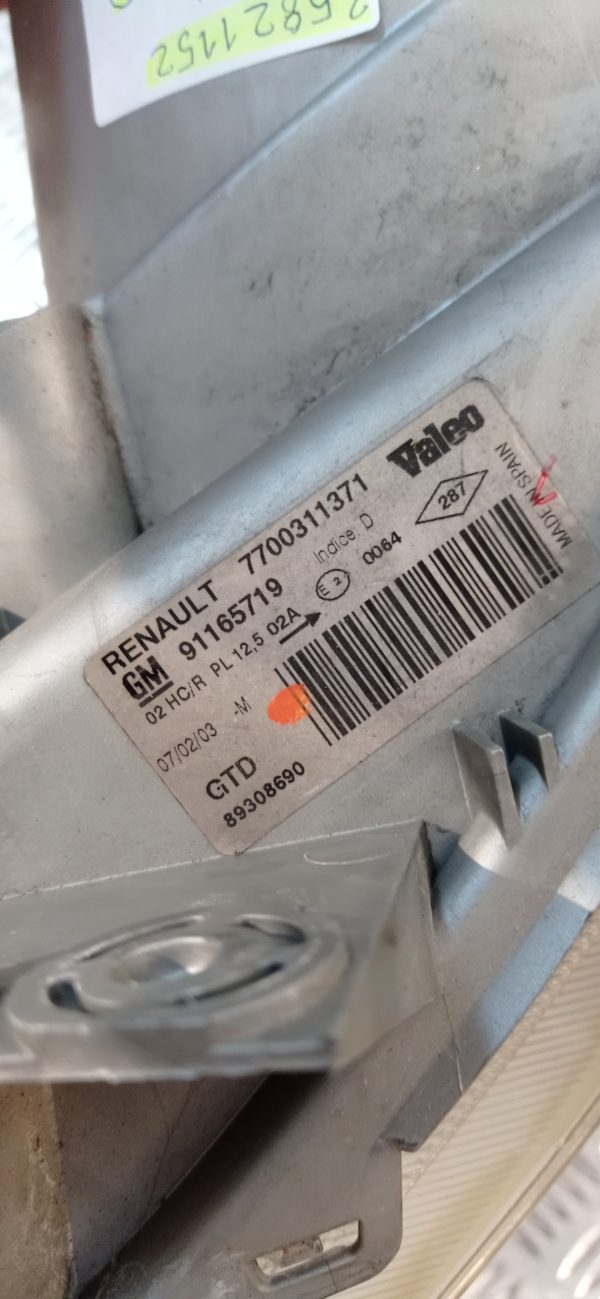 25821152
Valeo
RENAULT 7700311371
GM 91165719 Indice: D
02 HC/R PL 12,5 02A E 2 0064 287
07/02/03 -M
GTD
89308690
MADE IN SPAIN